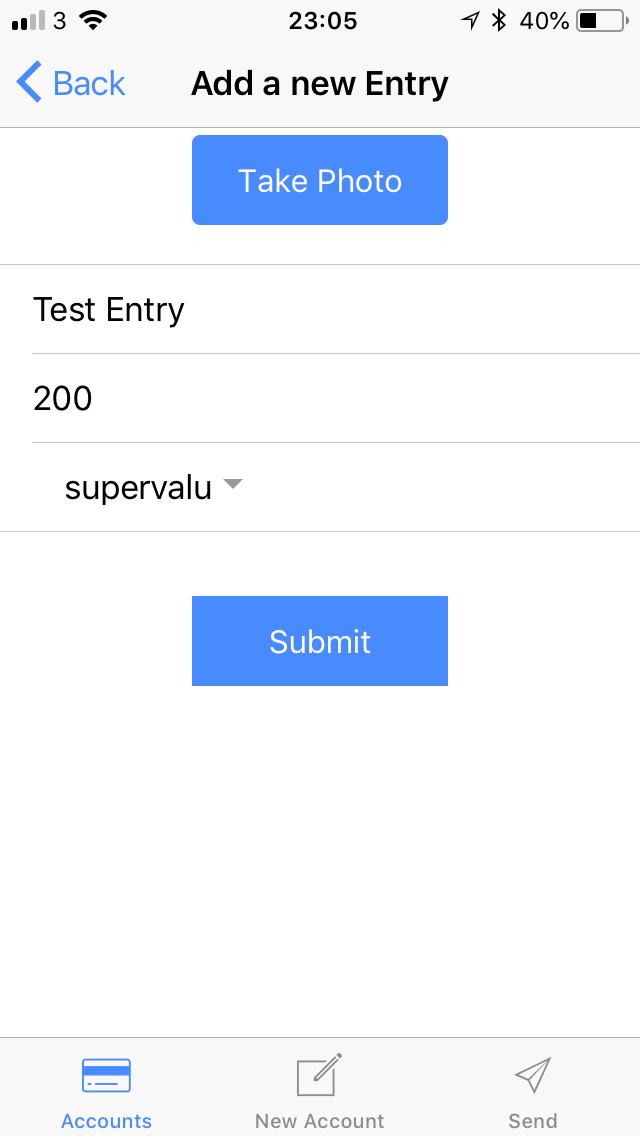 3 23:05 40%
Back Add a new Entry
Take Photo
Test Entry
200
supervalu
Submit
Accounts New Account Send